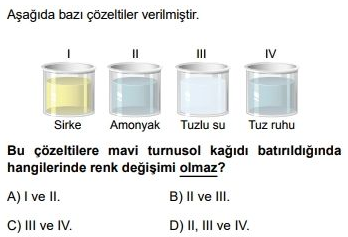 Aşağıda bazı çözeltiler verilmiştir.
I II III IV
Sirke Amonyak Tuzlu su Tuz ruhu
Bu çözeltilere mavi turnusol kağıdı batırıldığında
hangilerinde renk değişimi olmaz?
A) I ve II. B) II ve III.
C) III ve IV. D) II, III ve IV.